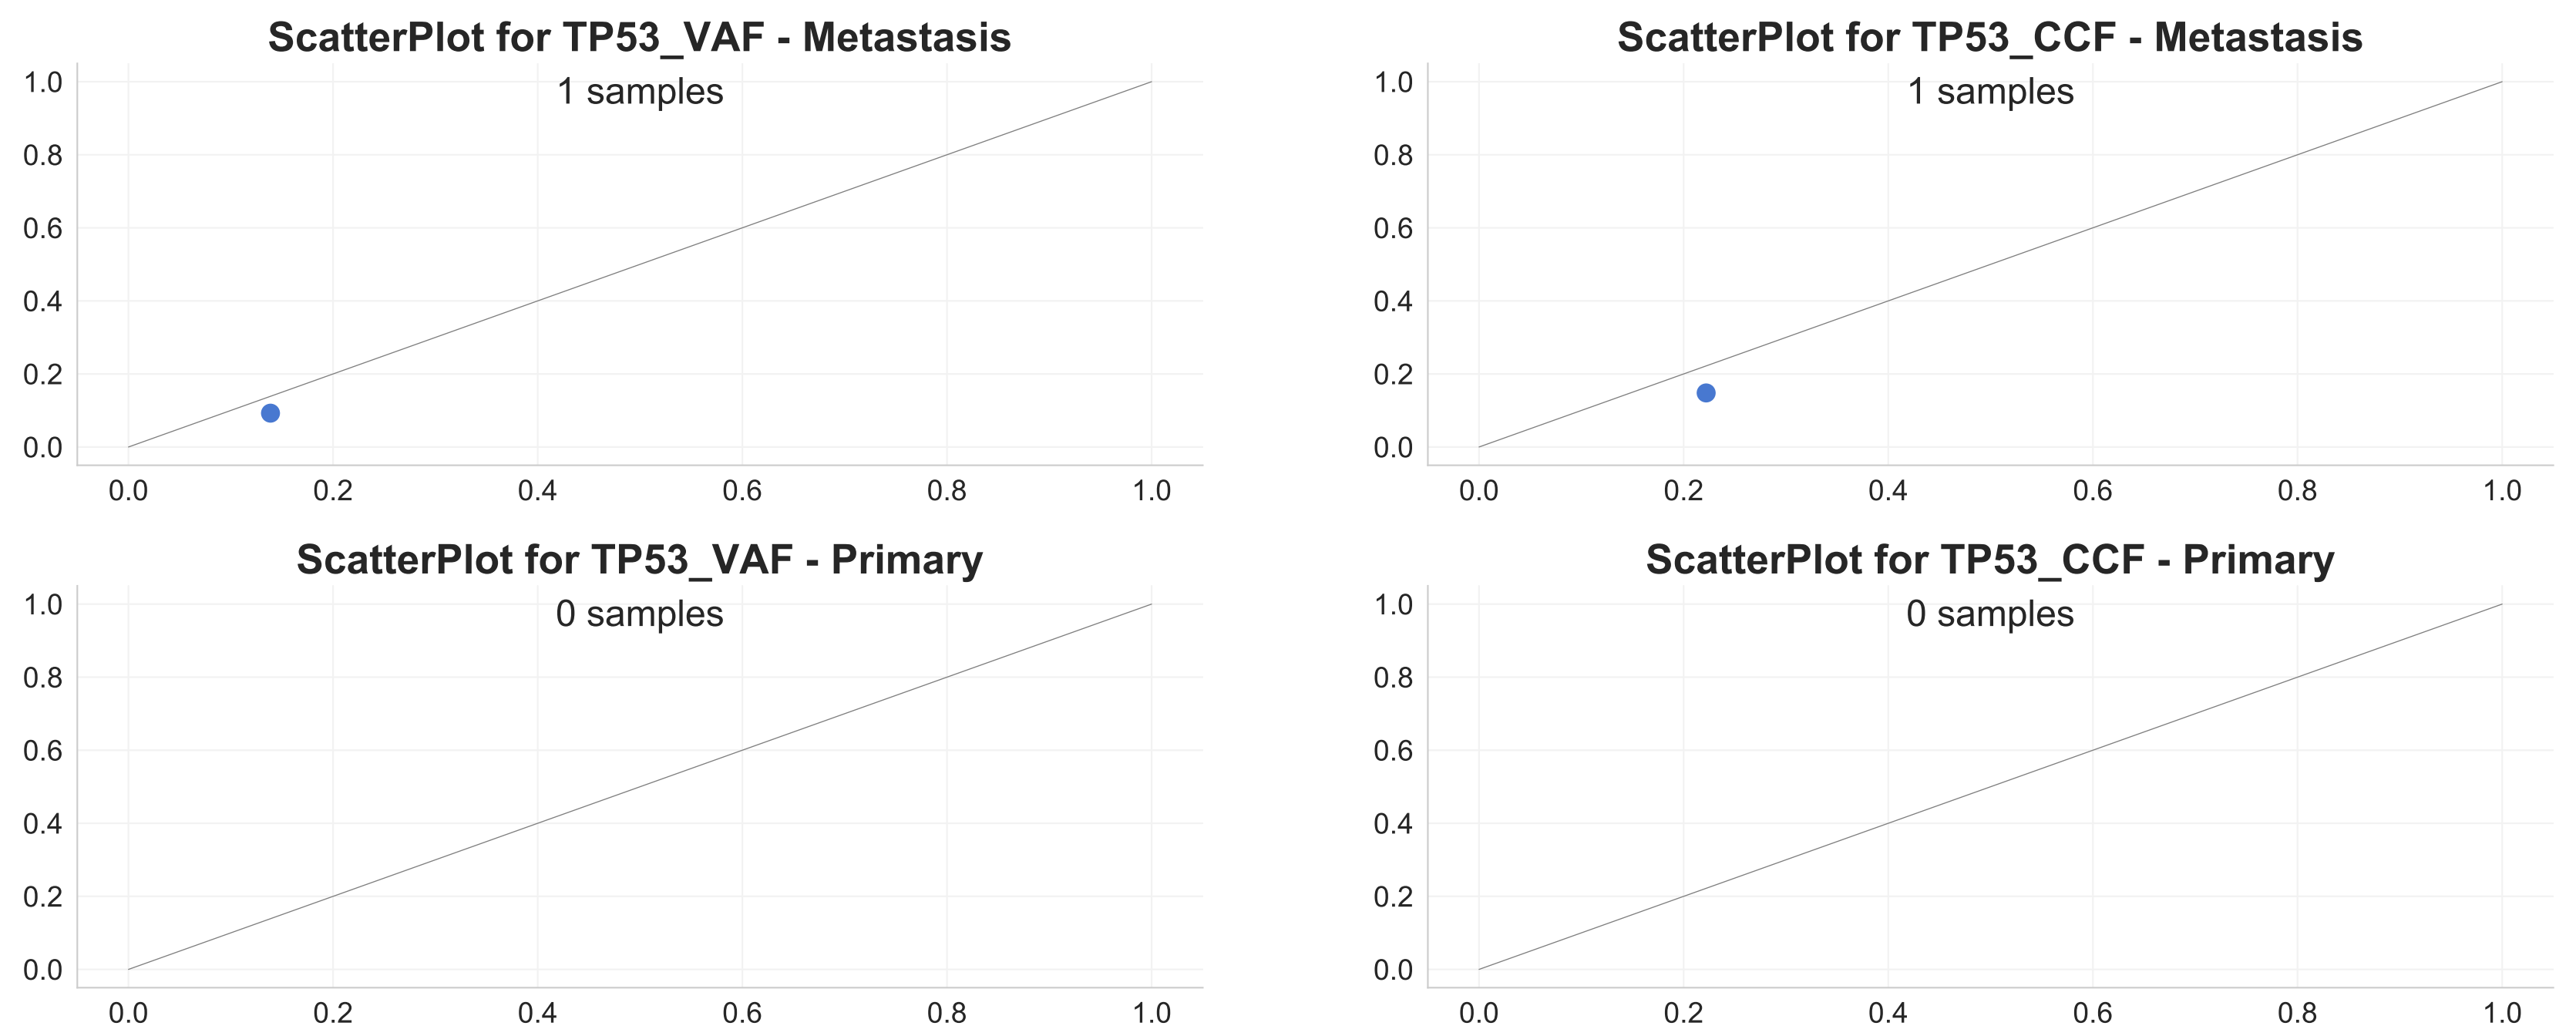 ScatterPlot for TP53_VAF - Metastasis
1 samples
1.0
0.8
0.6
0.4
0.2
0.0
0.0 0.2 0.4 0.6 0.8 1.0
ScatterPlot for TP53_CCF - Metastasis
1 samples
1.0
0.8
0.6
0.4
0.2
0.0
0.0 0.2 0.4 0.6 0.8 1.0
ScatterPlot for TP53_VAF - Primary
0 samples
1.0
0.8
0.6
0.4
0.2
0.0
0.0 0.2 0.4 0.6 0.8 1.0
ScatterPlot for TP53_CCF - Primary
0 samples
1.0
0.8
0.6
0.4
0.2
0.0
0.0 0.2 0.4 0.6 0.8 1.0